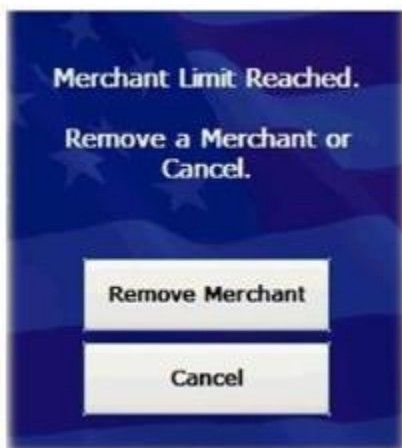 Merchant Limit Reached.
Remove a Merchant or
Cancel.
Remove Merchant
Cancel